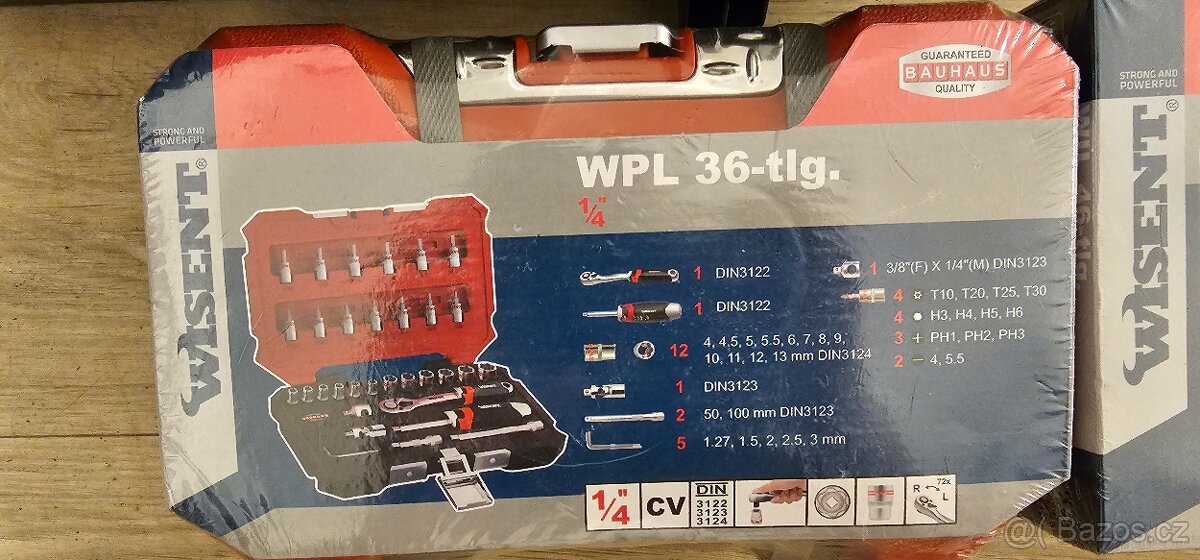 STRONG AND
POWERFUL
WISENT®
GUARANTEED
BAUHAUS
QUALITY
WPL 36-tlg.
1/4"
1 DIN3122
1 DIN3122
12 4, 4.5, 5, 5.5, 6, 7, 8, 9,
10, 11, 12, 13 mm DIN3124
1 DIN3123
2 50, 100 mm DIN3123
5 1.27, 1.5, 2, 2.5, 3 mm
1 3/8"(F) X 1/4"(M) DIN3123
4 T10, T20, T25, T30
4 H3, H4, H5, H6
3 PH1, PH2, PH3
2 4, 5.5
1/4"
CV
DIN
3122
3123
3124
72x
R
L
STRONG AND
POWERFUL
WISENT®
@( Bazos.cz